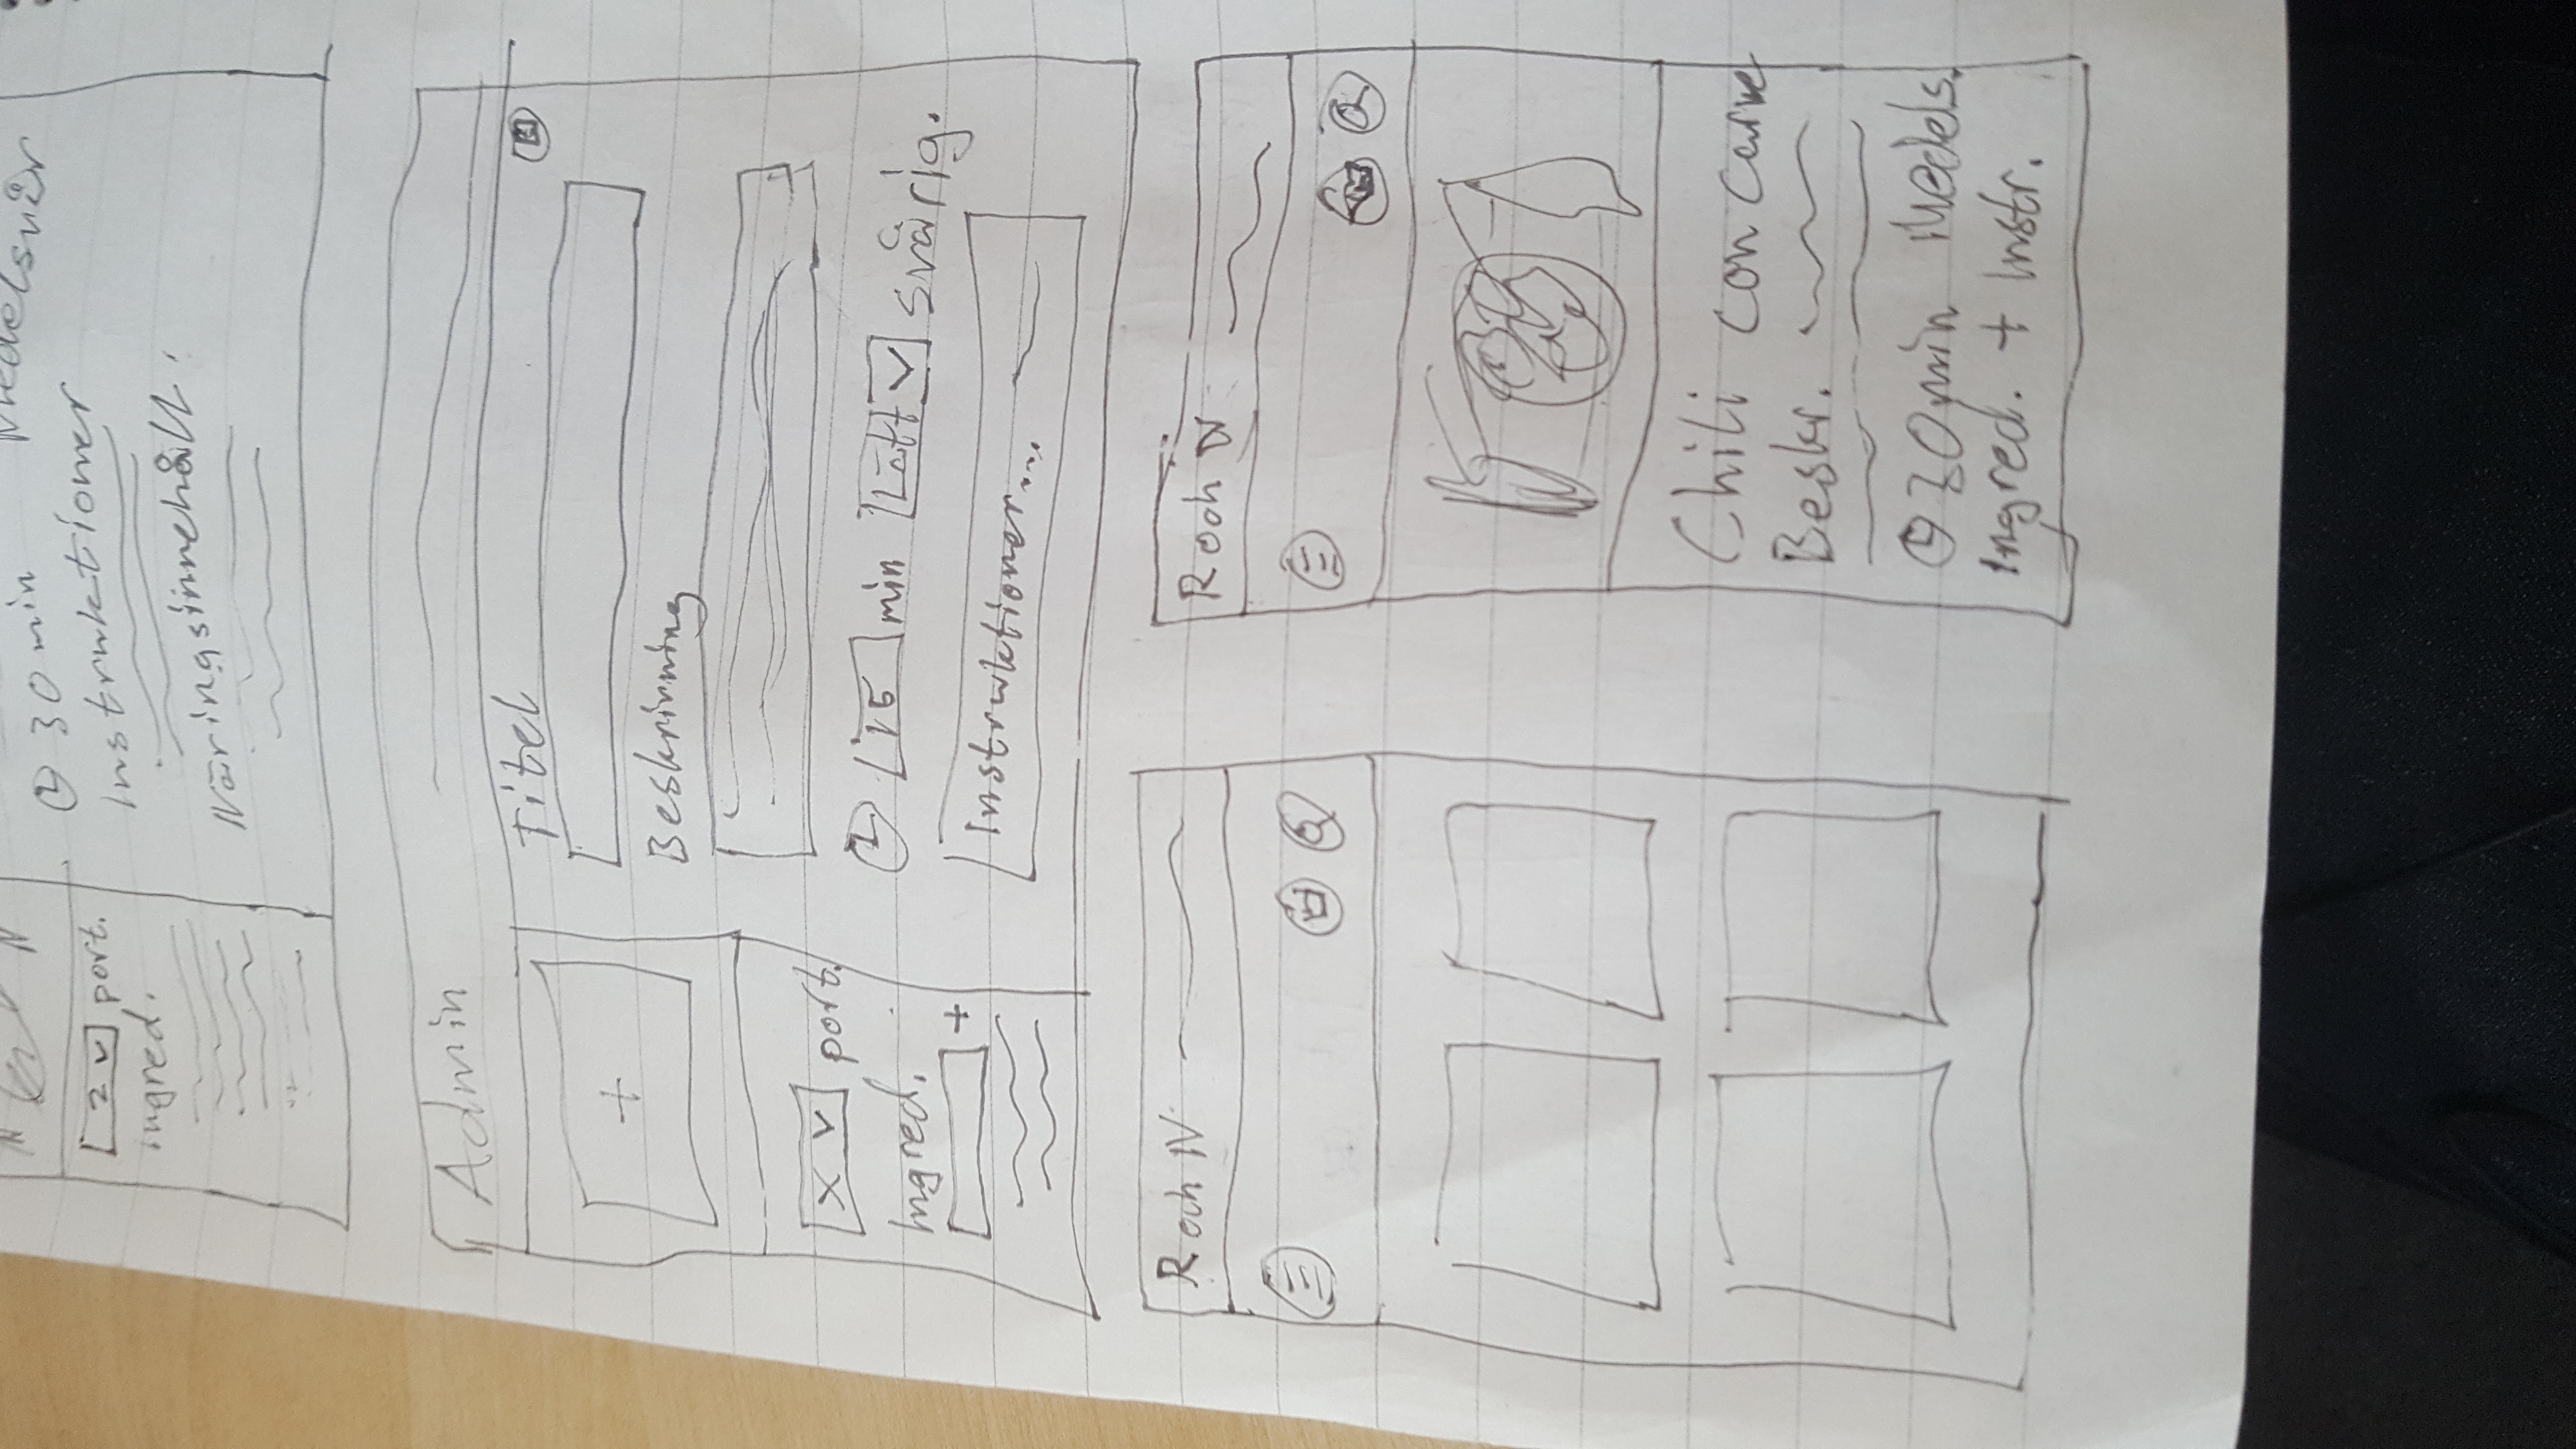 30 min Medelsvår
2 port.
Instruktioner
ingred.
Näringsinnehåll
Admin
Titel
+
Beskrivning
X port.
15 min Lätt svårig.
Ingred.
+
Instruktioner...
R och N
R och N
Chili con carne
Beskr.
30 min Medels.
Ingred. + Instr.